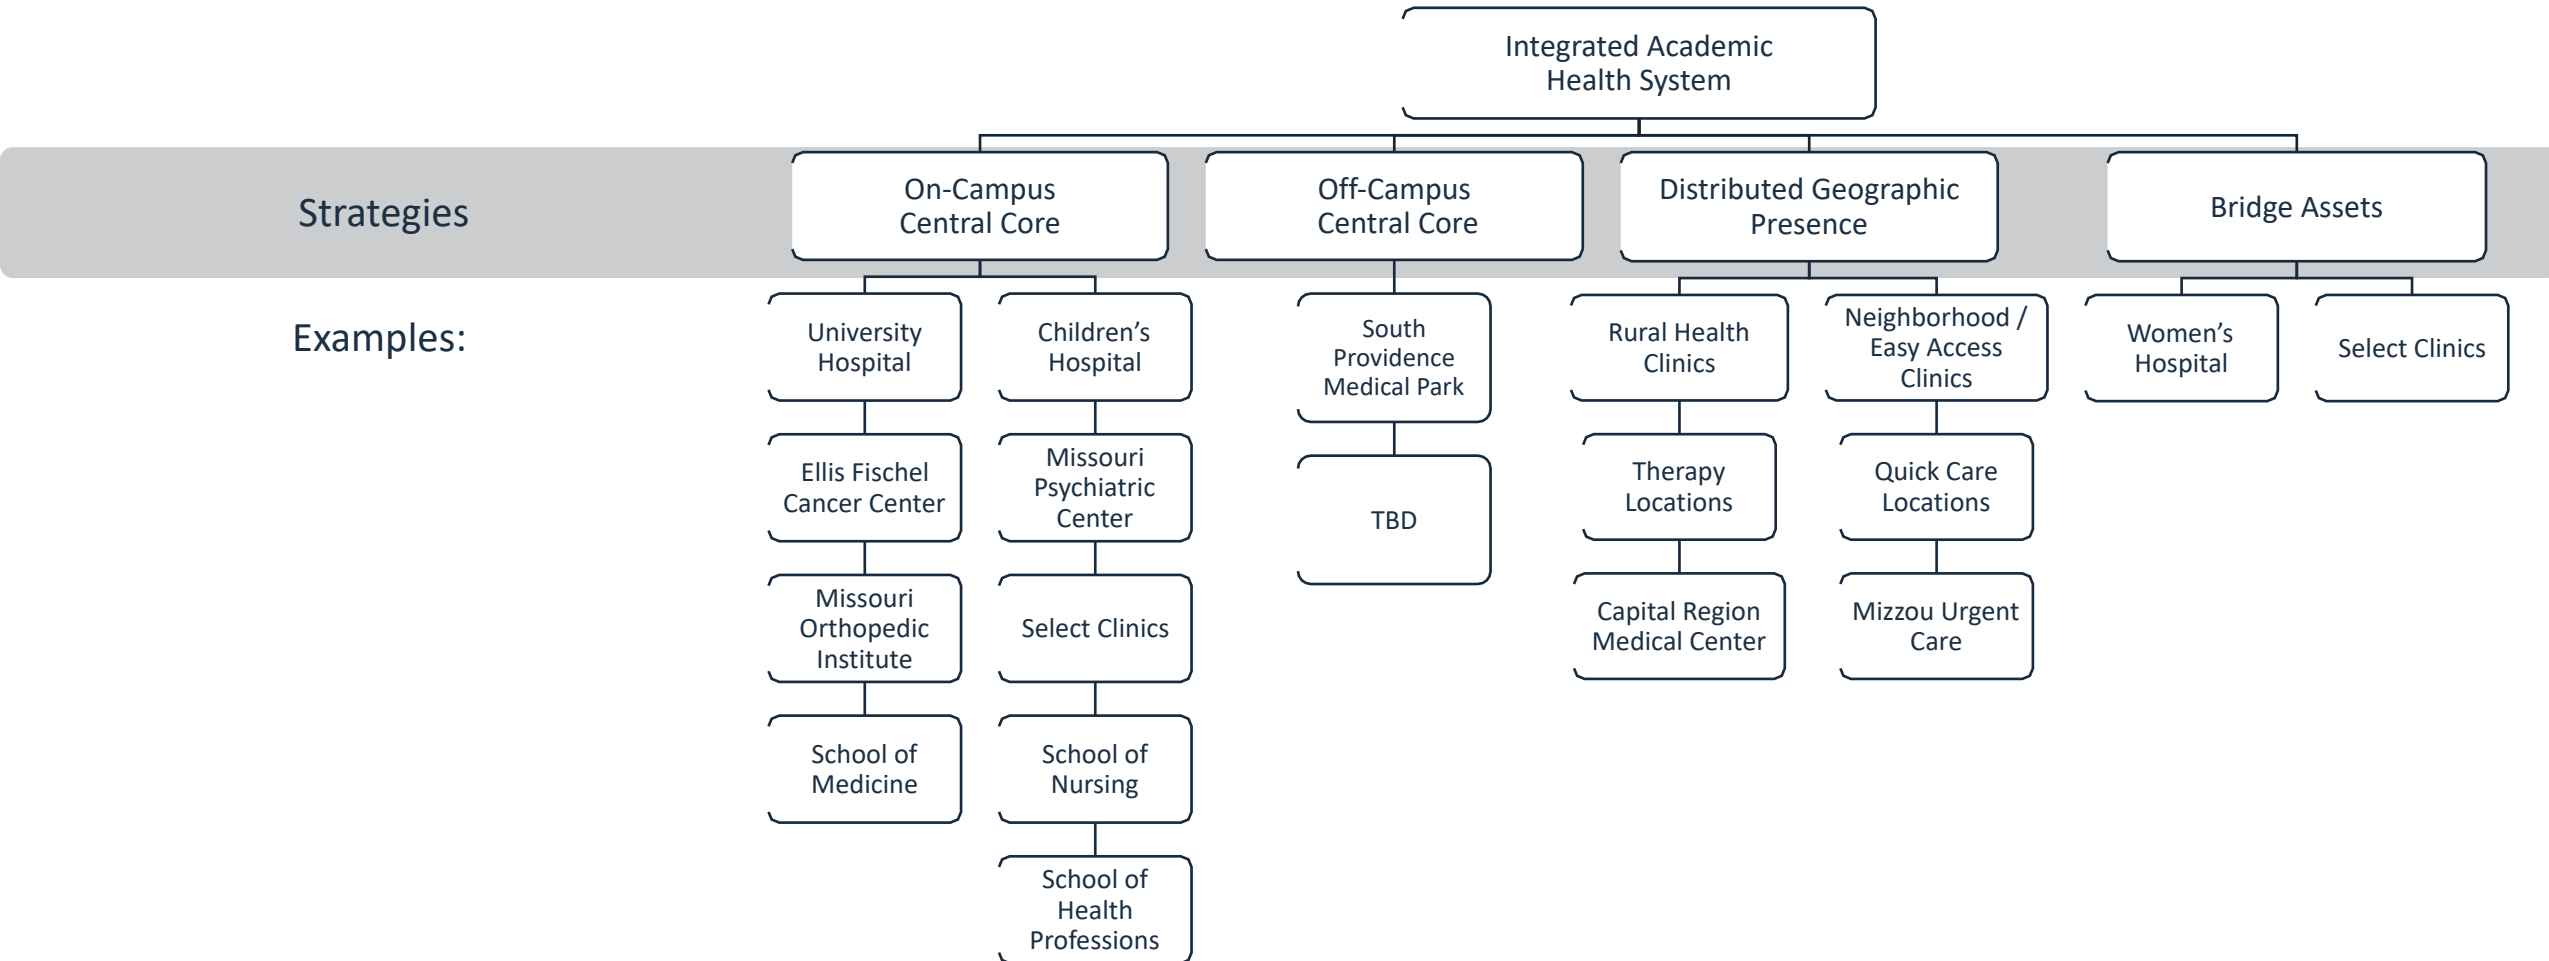 Integrated Academic
Health System
Strategies
On-Campus
Central Core
Off-Campus
Central Core
Distributed Geographic
Presence
Bridge Assets
Examples:
University
Hospital
Ellis Fischel
Cancer Center
Missouri
Orthopedic
Institute
School of
Medicine
Children’s
Hospital
Missouri
Psychiatric
Center
Select Clinics
School of
Nursing
School of
Health
Professions
South
Providence
Medical Park
TBD
Rural Health
Clinics
Therapy
Locations
Capital Region
Medical Center
Neighborhood /
Easy Access
Clinics
Quick Care
Locations
Mizzou Urgent
Care
Women’s
Hospital
Select Clinics